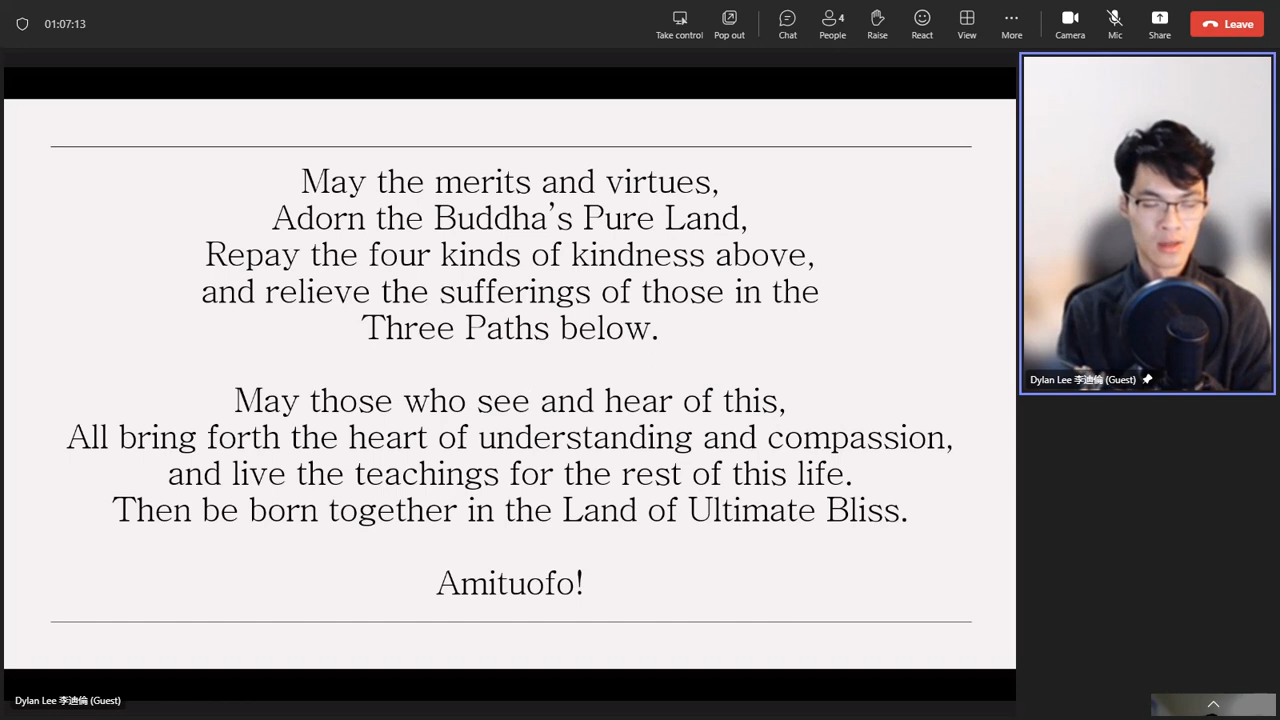 01:07:13
Take control
Pop out
Chat
4
People
Raise
React
View
More
Camera
Mic
Share
Leave
May the merits and virtues,
Adorn the Buddha’s Pure Land,
Repay the four kinds of kindness above,
and relieve the sufferings of those in the
Three Paths below.
May those who see and hear of this,
All bring forth the heart of understanding and compassion,
and live the teachings for the rest of this life.
Then be born together in the Land of Ultimate Bliss.
Amituofo!
Dylan Lee 李迪倫 (Guest)
Dylan Lee 李迪倫 (Guest)